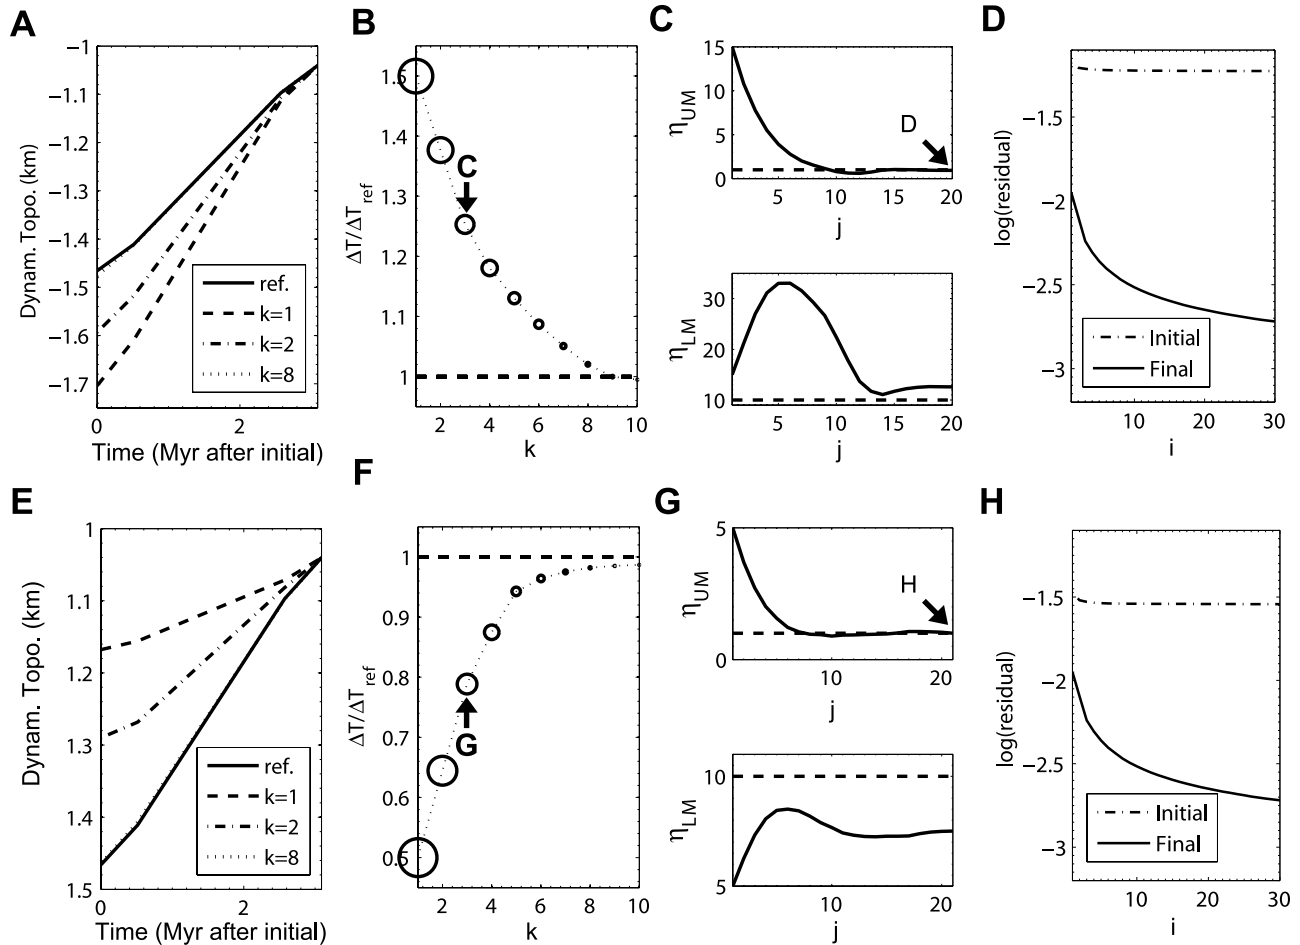 A
−1
−1.1
−1.2
−1.3
−1.4
−1.5
−1.6
−1.7
Dynam. Topo. (km)
ref.
k=1
k=2
k=8
0
2
Time (Myr after initial)
B
1.5
1.4
1.3
1.2
1.1
1
ΔT/ΔT_ref
C
2
4
6
8
10
k
C
15
10
5
0
η_UM
D
5
10
15
20
j
30
20
10
η_LM
5
10
15
20
j
D
−1.5
−2
−2.5
−3
log(residual)
Initial
Final
10
20
30
i
E
1
1.1
1.2
1.3
1.4
1.5
Dynam. Topo. (km)
ref.
k=1
k=2
k=8
0
2
Time (Myr after initial)
F
1
0.9
0.8
0.7
0.6
0.5
ΔT/ΔT_ref
G
2
4
6
8
10
k
G
5
0
η_UM
H
10
20
j
10
5
η_LM
10
20
j
H
−1.5
−2
−2.5
−3
log(residual)
Initial
Final
10
20
30
i